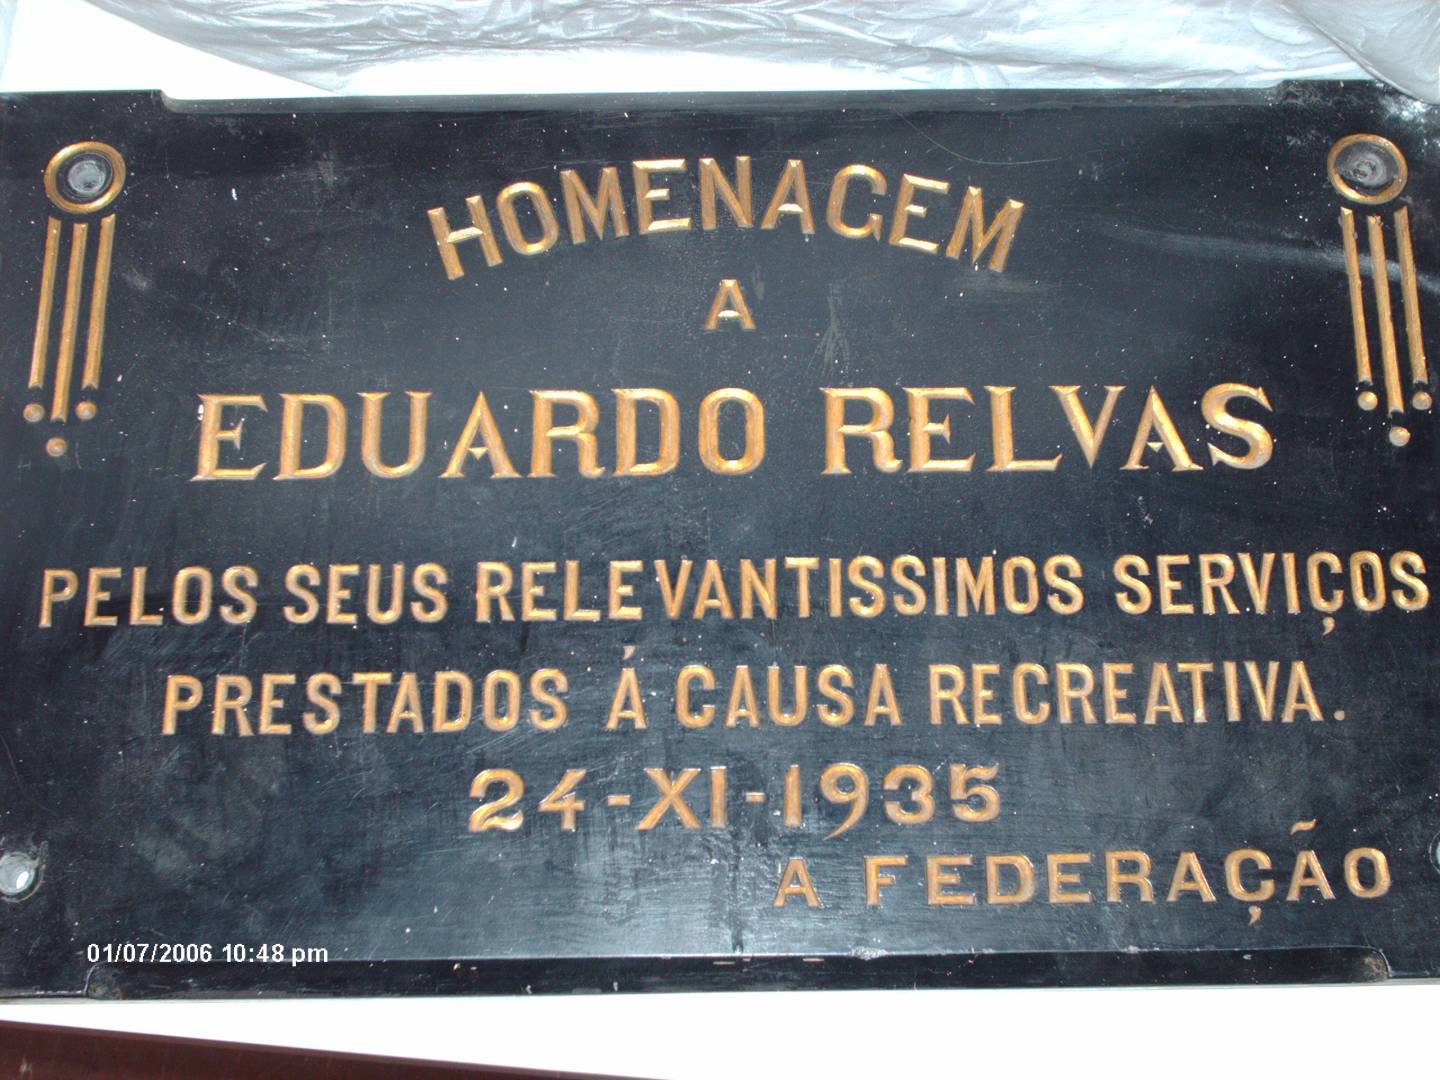 HOMENAGEM
A
EDUARDO RELVAS
PELOS SEUS RELEVANTISSIMOS SERVIÇOS
PRESTADOS Á CAUSA RECREATIVA.
24-XI-1935
A FEDERAÇÃO
01/07/2006 10:48 pm